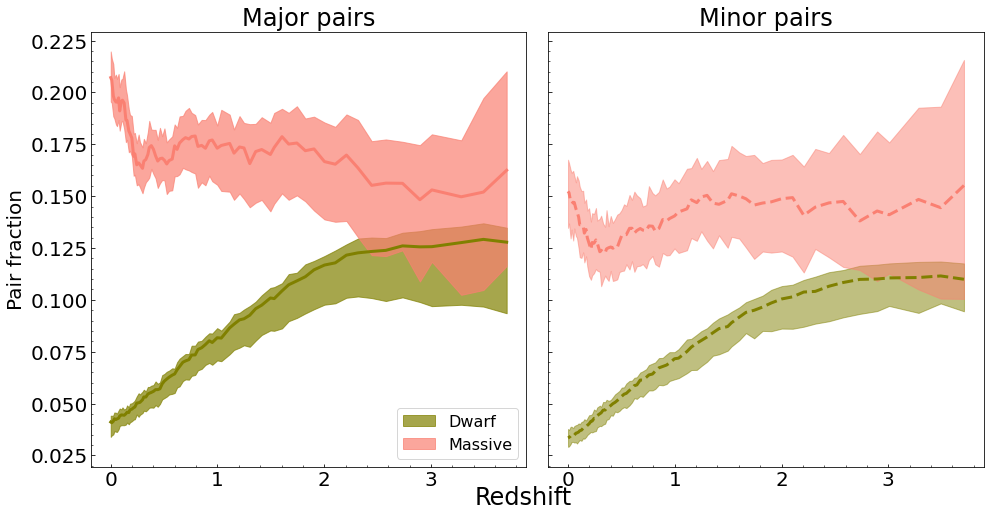 Major pairs
Minor pairs
Pair fraction
0.225
0.200
0.175
0.150
0.125
0.100
0.075
0.050
0.025
Dwarf
Massive
0 1 2 3
0 1 2 3
Redshift